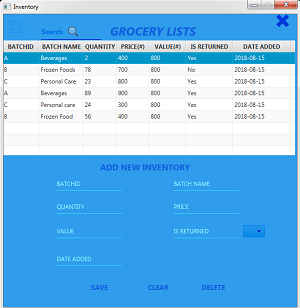 Inventory
Search GROCERY LISTS
BATCHID BATCH NAME QUANTITY PRICE(#) VALUE(#) IS RETURNED DATE ADDED
A Beverages 2 400 800 Yes 2018-08-15
B Frozen Foods 78 700 800 No 2018-08-15
C Personal Care 23 800 800 Yes 2018-08-15
A Beverages 89 900 800 Yes 2018-08-15
C Personal care 24 300 800 Yes 2018-08-15
B Frozen Food 56 400 800 Yes 2018-08-15
ADD NEW INVENTORY
BATCHID BATCH NAME
QUANTITY PRICE
VALUE IS RETURNED
DATE ADDED
SAVE CLEAR DELETE